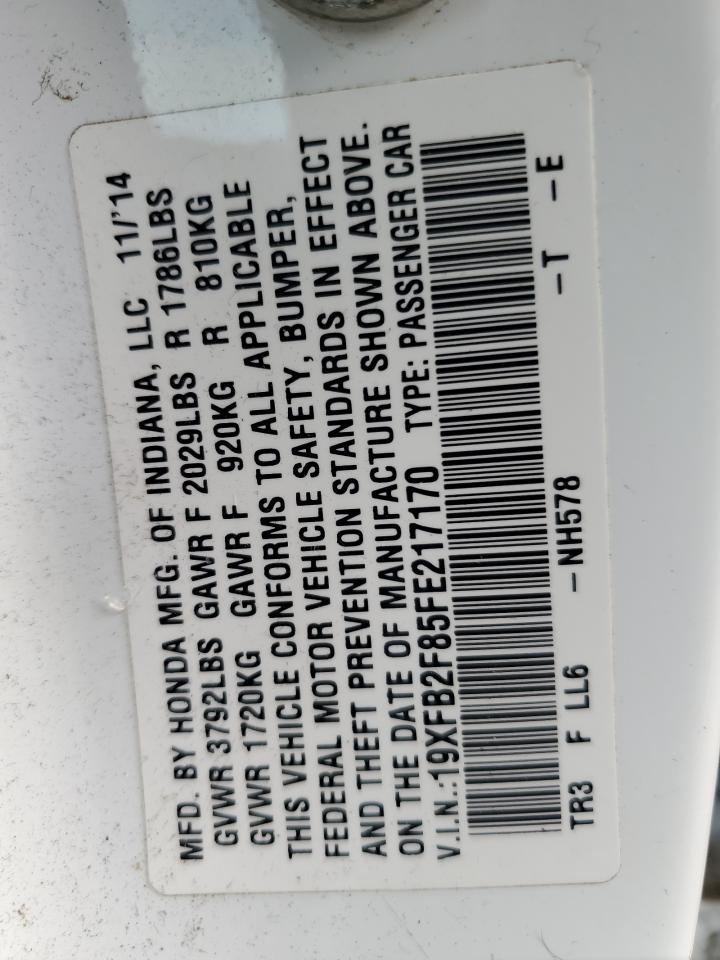 MFD. BY HONDA MFG. OF INDIANA, LLC 11/'14
GVWR 3792LBS GAWR F 2029LBS R 1786LBS
GVWR 1720KG GAWR F 920KG R 810KG
THIS VEHICLE CONFORMS TO ALL APPLICABLE
FEDERAL MOTOR VEHICLE SAFETY, BUMPER,
AND THEFT PREVENTION STANDARDS IN EFFECT
ON THE DATE OF MANUFACTURE SHOWN ABOVE.
V.I.N.:19XFB2F85FE217170 TYPE: PASSENGER CAR
TR3 F LL6 -NH578 -T -E